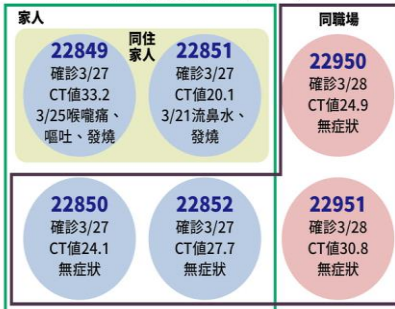 家人
同職場
同住
家人
22849
確診3/27
CT值33.2
3/25喉嚨痛、
嘔吐、發燒
22851
確診3/27
CT值20.1
3/21流鼻水、
發燒
22950
確診3/28
CT值24.9
無症狀
22850
確診3/27
CT值24.1
無症狀
22852
確診3/27
CT值27.7
無症狀
22951
確診3/28
CT值30.8
無症狀